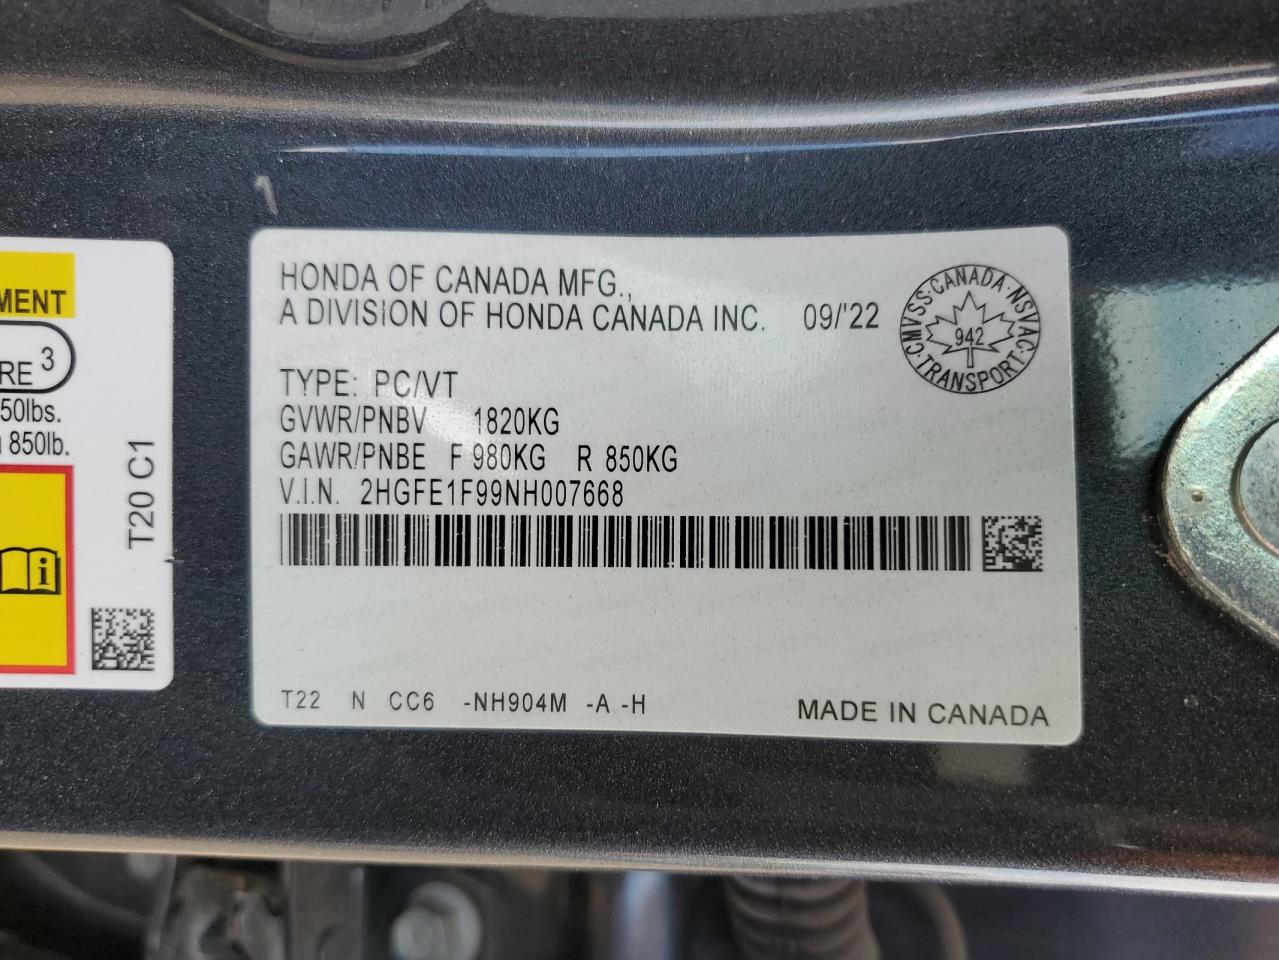 1
HONDA OF CANADA MFG.,
A DIVISION OF HONDA CANADA INC. 09/'22
CMVSS·CANADA·NSVAC·TRANSPORT·
942
TYPE: PC/VT
GVWR/PNBV 1820KG
GAWR/PNBE F 980KG R 850KG
V.I.N. 2HGFE1F99NH007668
T22 N CC6 -NH904M -A -H
MADE IN CANADA
MENT
RE 3
50lbs.
850lb.
T20 C1
i